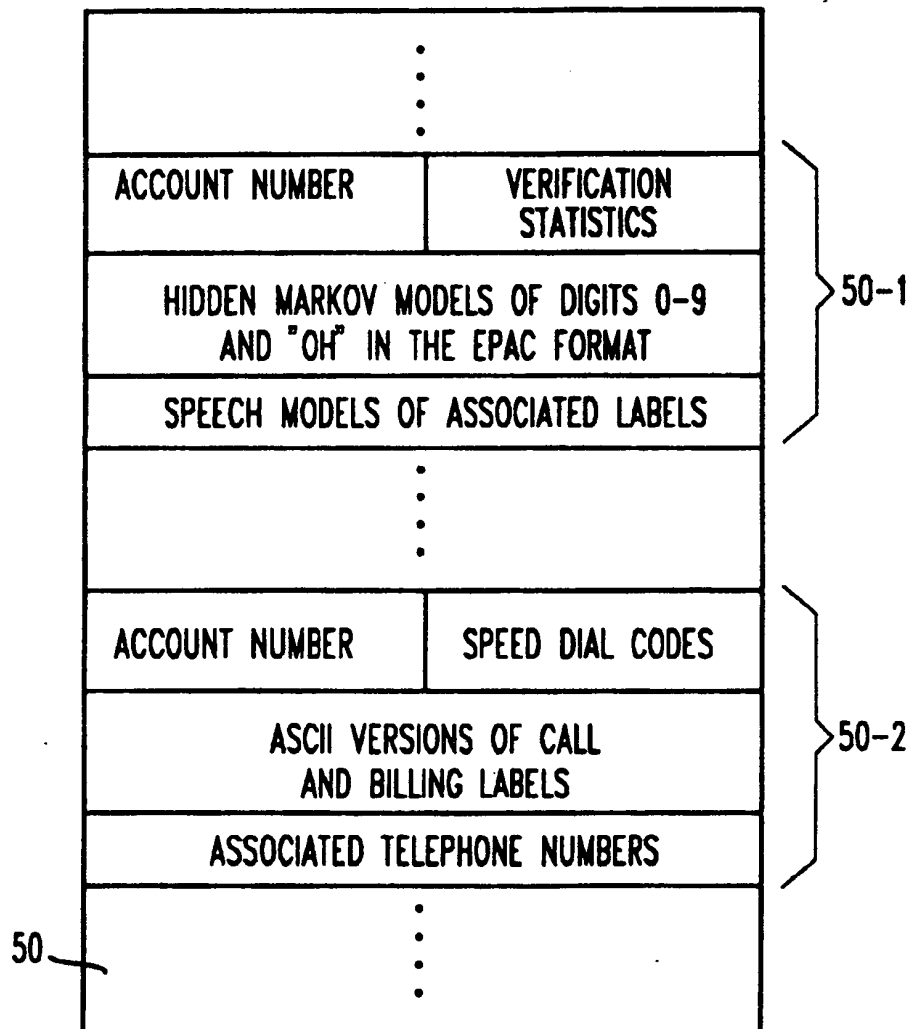 ACCOUNT NUMBER
VERIFICATION
STATISTICS
HIDDEN MARKOV MODELS OF DIGITS 0-9
AND "OH" IN THE EPAC FORMAT
SPEECH MODELS OF ASSOCIATED LABELS
50-1
ACCOUNT NUMBER
SPEED DIAL CODES
ASCII VERSIONS OF CALL
AND BILLING LABELS
ASSOCIATED TELEPHONE NUMBERS
50-2
50